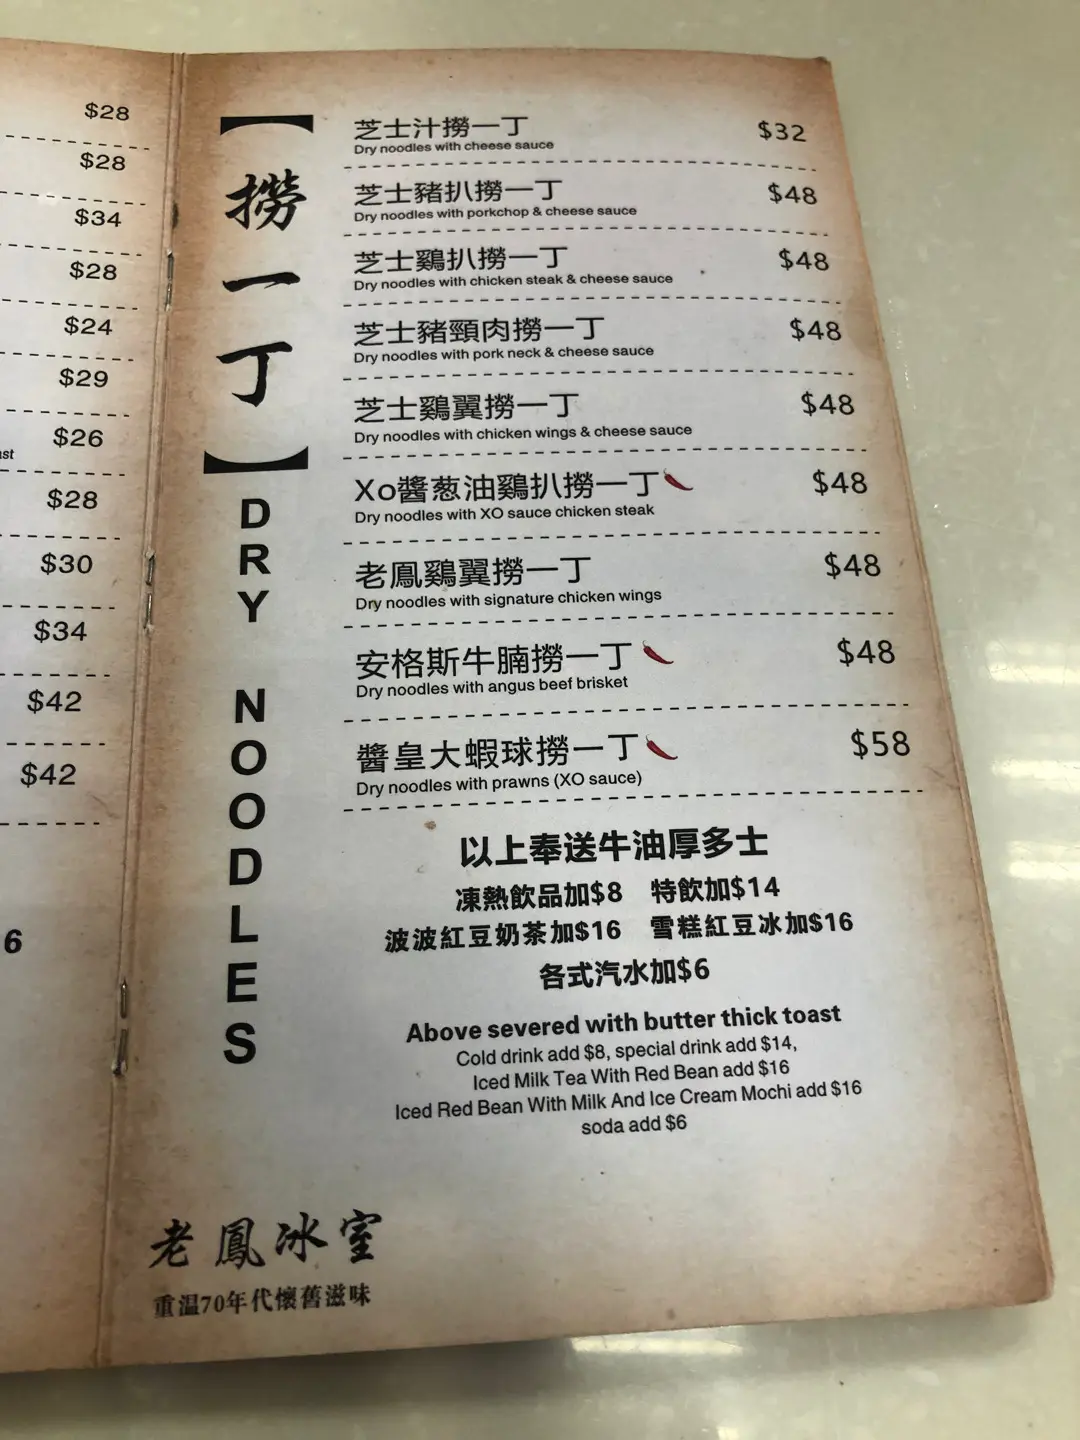 $28
$28
$34
$28
$24
$29
$26
ast
$28
$30
$34
$42
$42
6
【撈一丁】
DRY NOODLES
芝士汁撈一丁 $32
Dry noodles with cheese sauce
芝士豬扒撈一丁 $48
Dry noodles with porkchop & cheese sauce
芝士鷄扒撈一丁 $48
Dry noodles with chicken steak & cheese sauce
芝士豬頸肉撈一丁 $48
Dry noodles with pork neck & cheese sauce
芝士鷄翼撈一丁 $48
Dry noodles with chicken wings & cheese sauce
Xo醬葱油鷄扒撈一丁 $48
Dry noodles with XO sauce chicken steak
老鳳鷄翼撈一丁 $48
Dry noodles with signature chicken wings
安格斯牛腩撈一丁 $48
Dry noodles with angus beef brisket
醬皇大蝦球撈一丁 $58
Dry noodles with prawns (XO sauce)
以上奉送牛油厚多士
凍熱飲品加$8 特飲加$14
波波紅豆奶茶加$16 雪糕紅豆冰加$16
各式汽水加$6
Above severed with butter thick toast
Cold drink add $8, special drink add $14,
Iced Milk Tea With Red Bean add $16
Iced Red Bean With Milk And Ice Cream Mochi add $16
soda add $6
老鳳冰室
重温70年代懷舊滋味